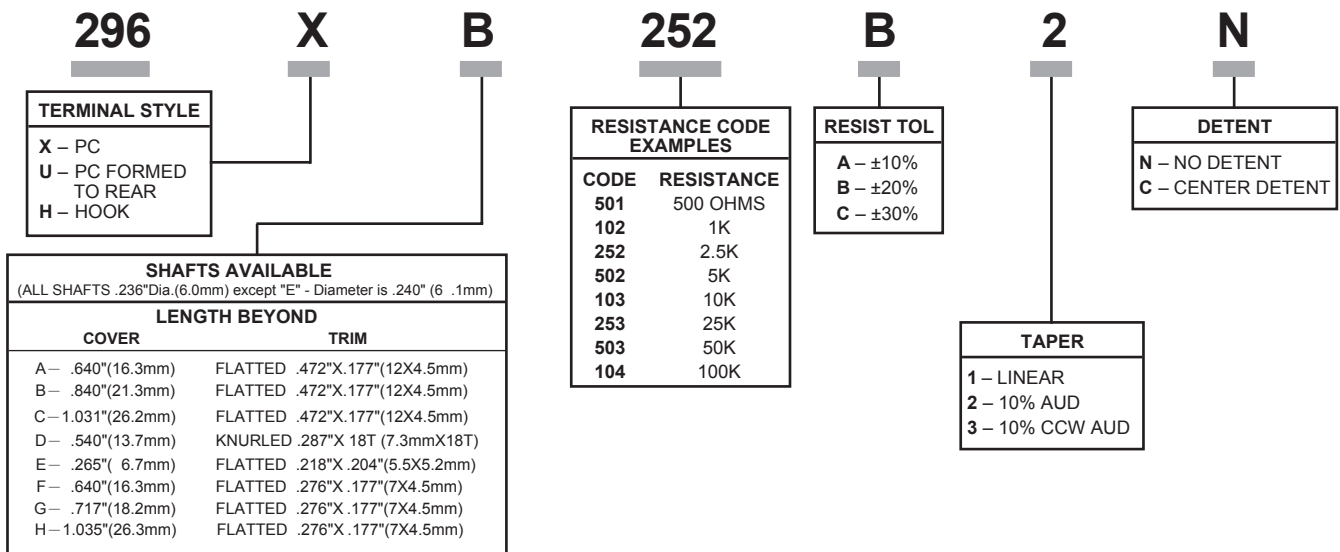 296 X B 252 B 2 N
TERMINAL STYLE
X – PC
U – PC FORMED
TO REAR
H – HOOK
SHAFTS AVAILABLE
(ALL SHAFTS .236"Dia.(6.0mm) except "E" - Diameter is .240" (6 .1mm)
LENGTH BEYOND
COVER TRIM
A— .640"(16.3mm) FLATTED .472"X.177"(12X4.5mm)
B— .840"(21.3mm) FLATTED .472"X.177"(12X4.5mm)
C—1.031"(26.2mm) FLATTED .472"X.177"(12X4.5mm)
D— .540"(13.7mm) KNURLED .287"X 18T (7.3mmX18T)
E— .265"( 6.7mm) FLATTED .218"X .204"(5.5X5.2mm)
F— .640"(16.3mm) FLATTED .276"X .177"(7X4.5mm)
G— .717"(18.2mm) FLATTED .276"X .177"(7X4.5mm)
H—1.035"(26.3mm) FLATTED .276"X .177"(7X4.5mm)
RESISTANCE CODE
EXAMPLES
CODE RESISTANCE
501 500 OHMS
102 1K
252 2.5K
502 5K
103 10K
253 25K
503 50K
104 100K
RESIST TOL
A – ±10%
B – ±20%
C – ±30%
TAPER
1 – LINEAR
2 – 10% AUD
3 – 10% CCW AUD
DETENT
N – NO DETENT
C – CENTER DETENT